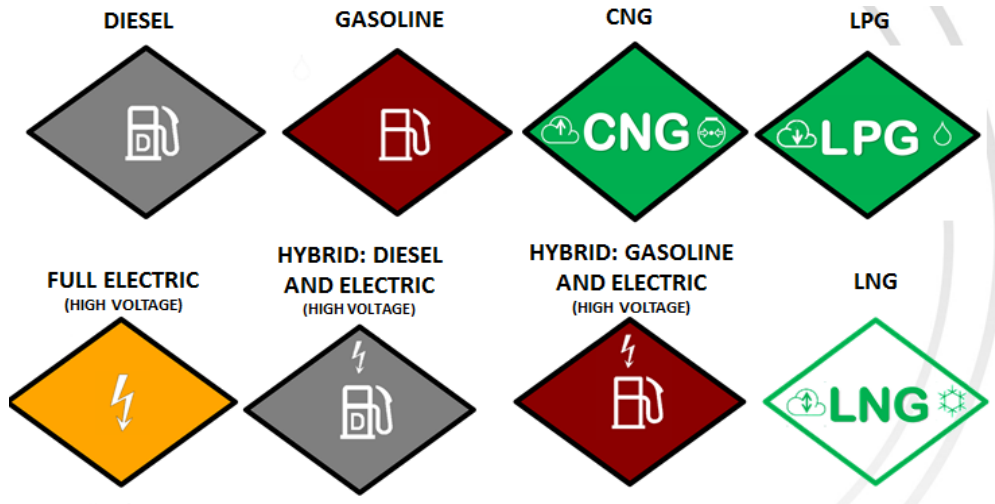 DIESEL
GASOLINE
CNG
LPG
D
CNG
LPG
FULL ELECTRIC
(HIGH VOLTAGE)
HYBRID: DIESEL
AND ELECTRIC
(HIGH VOLTAGE)
HYBRID: GASOLINE
AND ELECTRIC
(HIGH VOLTAGE)
LNG
D
LNG